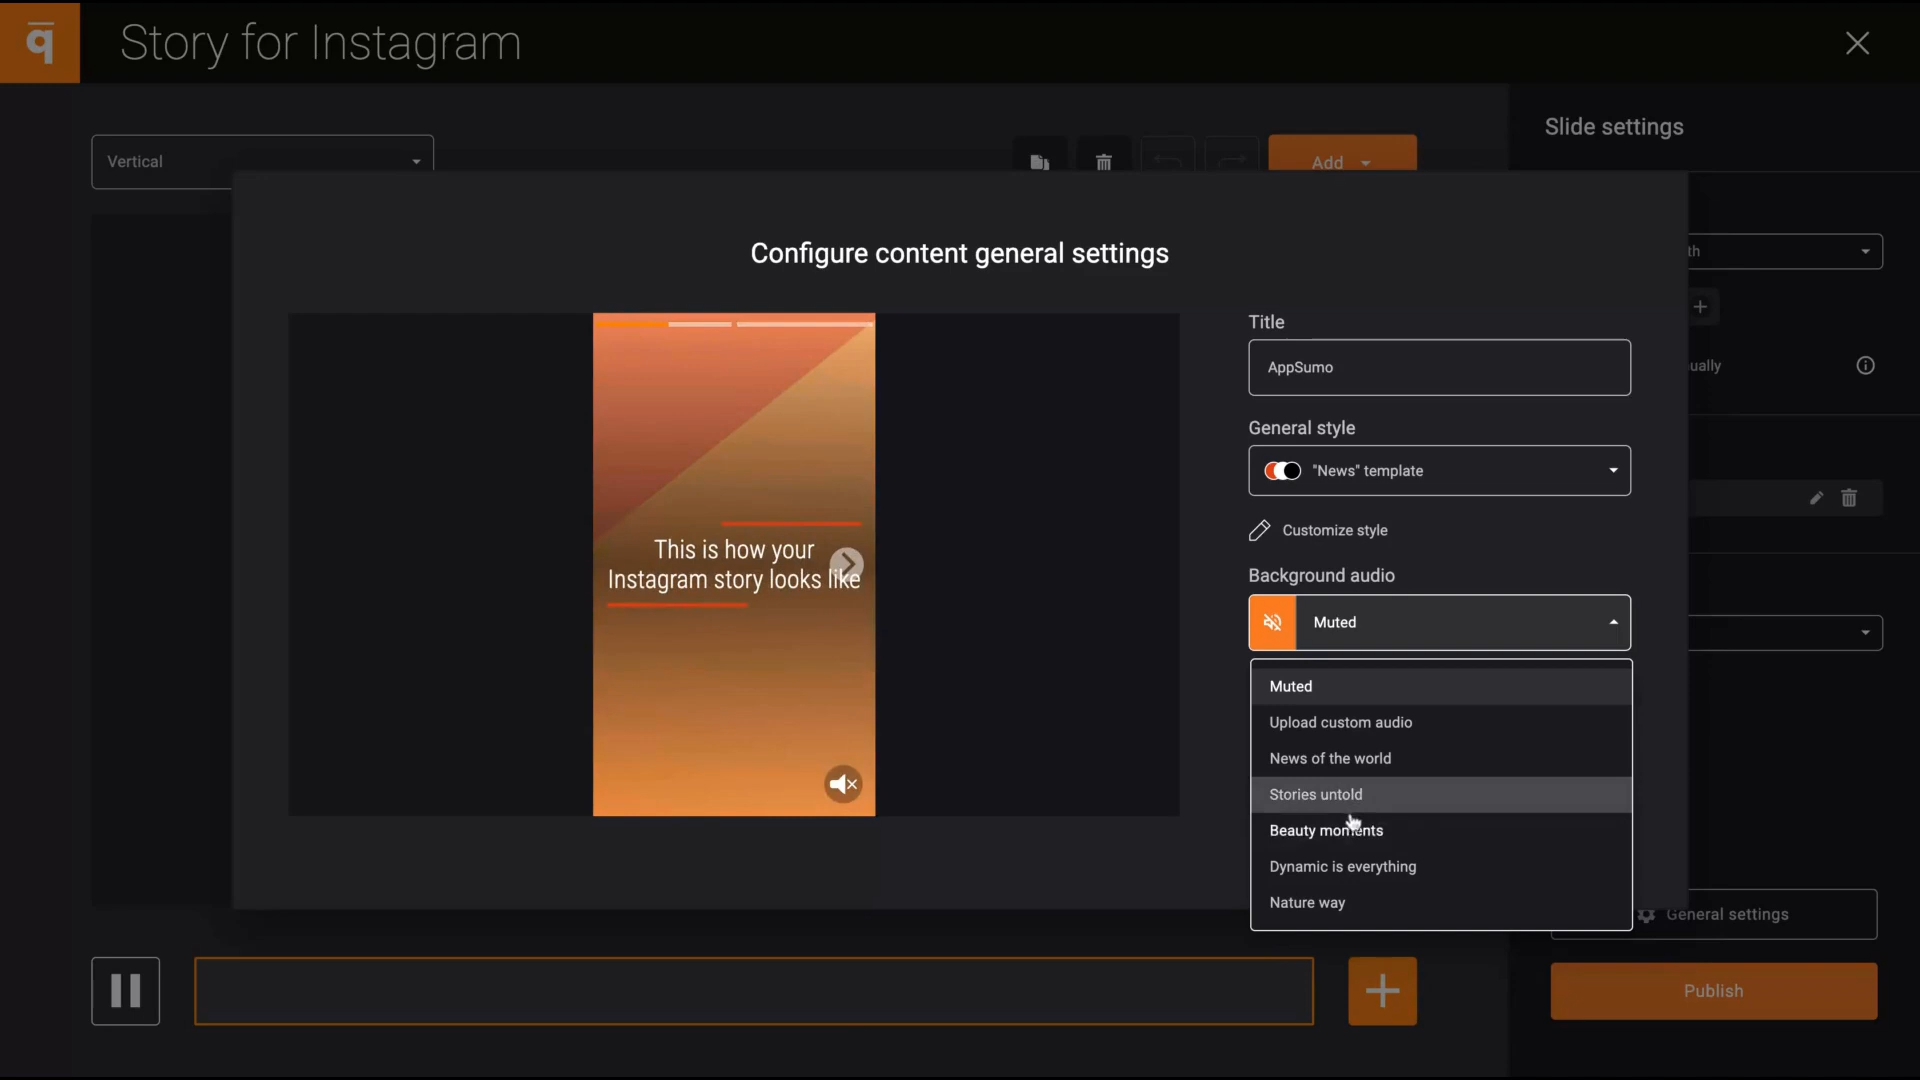 q
Story for Instagram
Slide settings
Vertical
Add
Configure content general settings
th
Title
AppSumo
ually
General style
"News" template
Customize style
This is how your
Instagram story looks like
Background audio
Muted
Muted
Upload custom audio
News of the world
Stories untold
Beauty moments
Dynamic is everything
Nature way
General settings
Publish